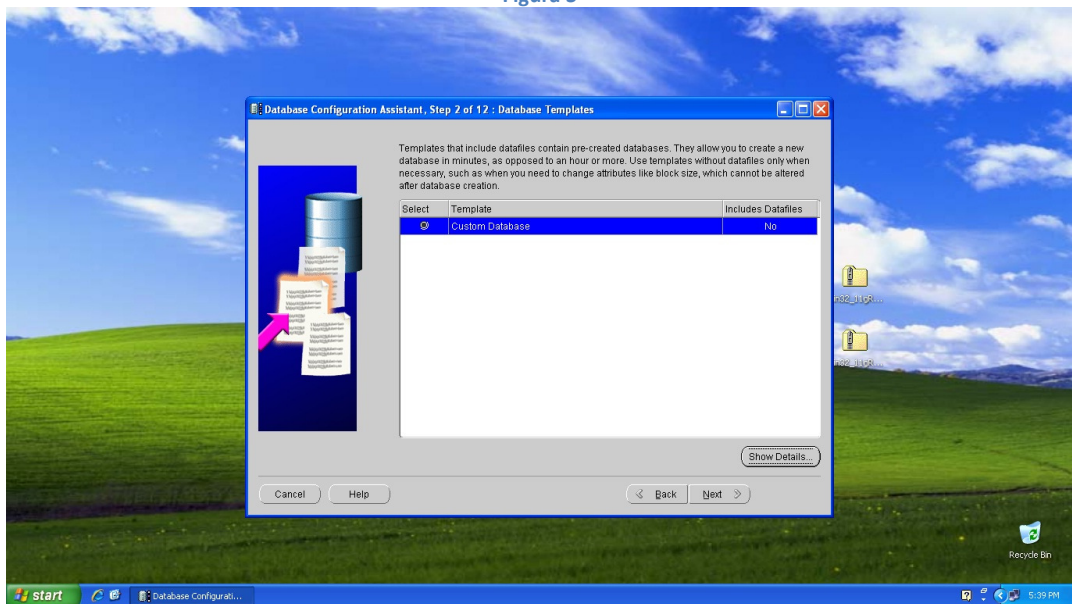 Database Configuration Assistant, Step 2 of 12 : Database Templates
Templates that include datafiles contain pre-created databases. They allow you to create a new
database in minutes, as opposed to an hour or more. Use templates without datafiles only when
necessary, such as when you need to change attributes like block size, which cannot be altered
after database creation.
Select Template Includes Datafiles
Custom Database No
Show Details...
Cancel Help Back Next
Recycle Bin
start Database Configurati... 5:39 PM